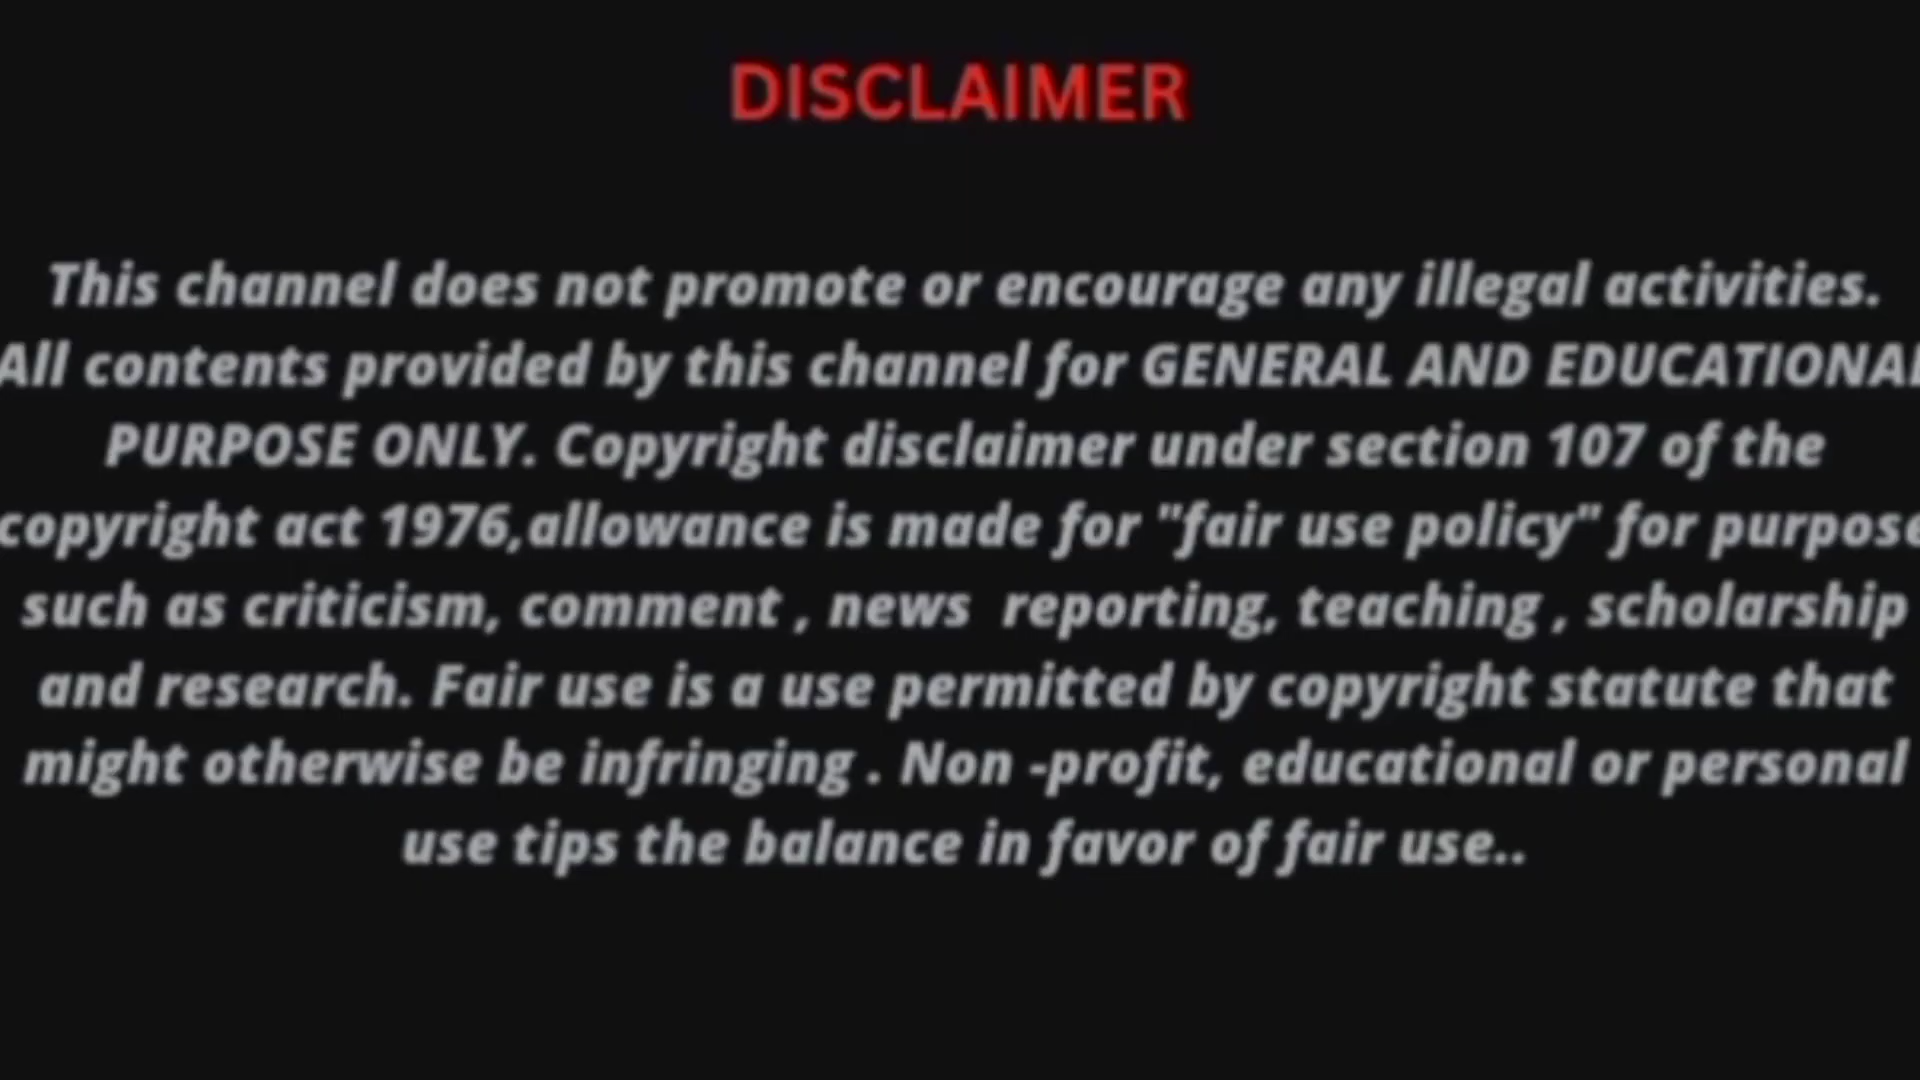 DISCLAIMER
This channel does not promote or encourage any illegal activities.
All contents provided by this channel for GENERAL AND EDUCATIONAL
PURPOSE ONLY. Copyright disclaimer under section 107 of the
copyright act 1976,allowance is made for "fair use policy" for purpose
such as criticism, comment , news  reporting, teaching , scholarship
and research. Fair use is a use permitted by copyright statute that
might otherwise be infringing . Non -profit, educational or personal
use tips the balance in favor of fair use..